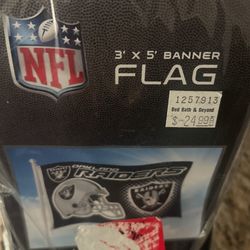 NFL
3' X 5' BANNER
FLAG
1257913
Bed Bath & Beyond
$-24.99
OAKLAND
RAIDERS
RAIDERS